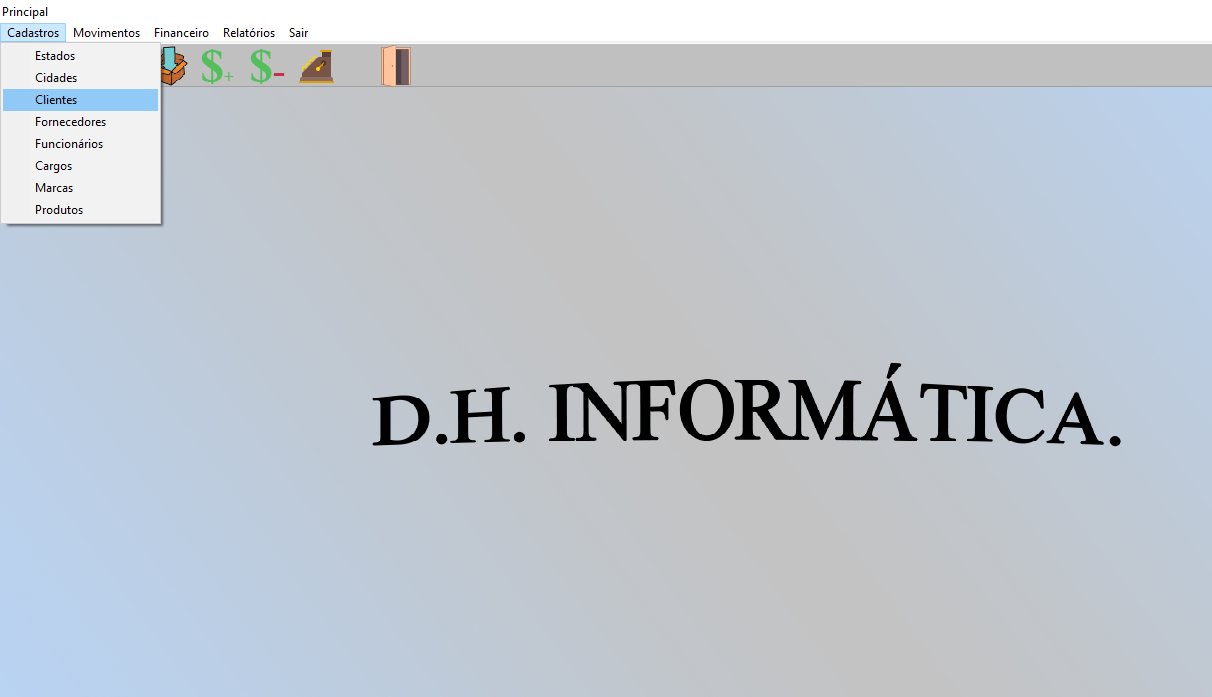 Principal
Cadastros Movimentos Financeiro Relatórios Sair
Estados
Cidades
Clientes
Fornecedores
Funcionários
Cargos
Marcas
Produtos
$+ $-
D.H. INFORMÁTICA.